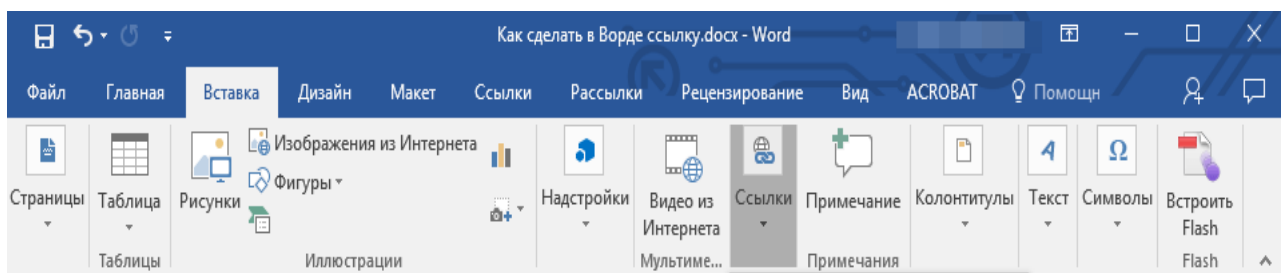 Как сделать в Ворде ссылку.docx - Word
Файл Главная Вставка Дизайн Макет Ссылки Рассылки Рецензирование Вид ACROBAT Помощн
Изображения из Интернета
Фигуры
Страницы Таблица Рисунки Надстройки Видео из Интернета Ссылки Примечание Колонтитулы Текст Символы Встроить Flash
Таблицы Иллюстрации Мультиме... Примечания Flash